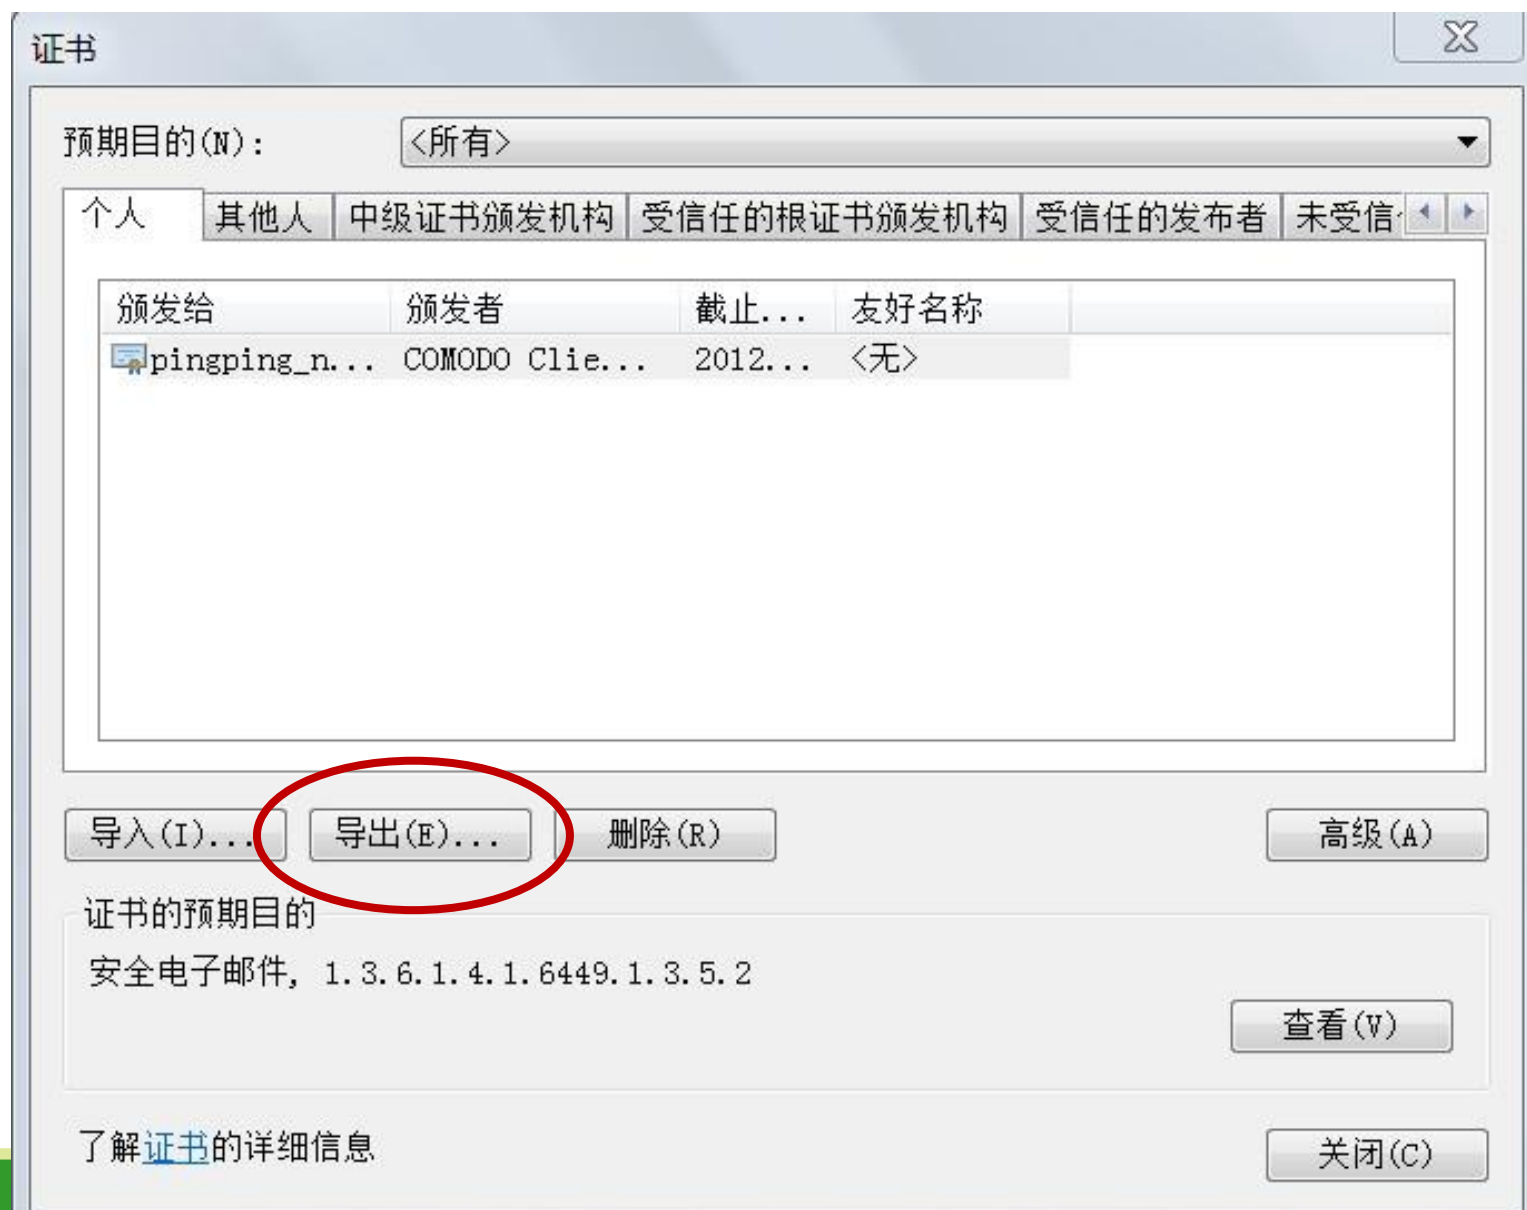 证书
预期目的(N): <所有>
个人 其他人 中级证书颁发机构 受信任的根证书颁发机构 受信任的发布者 未受信
颁发给 颁发者 截止... 友好名称
pingping_n... COMODO Clie... 2012... <无>
导入(I)... 导出(E)... 删除(R) 高级(A)
证书的预期目的
安全电子邮件, 1.3.6.1.4.1.6449.1.3.5.2
查看(V)
了解证书的详细信息
关闭(C)